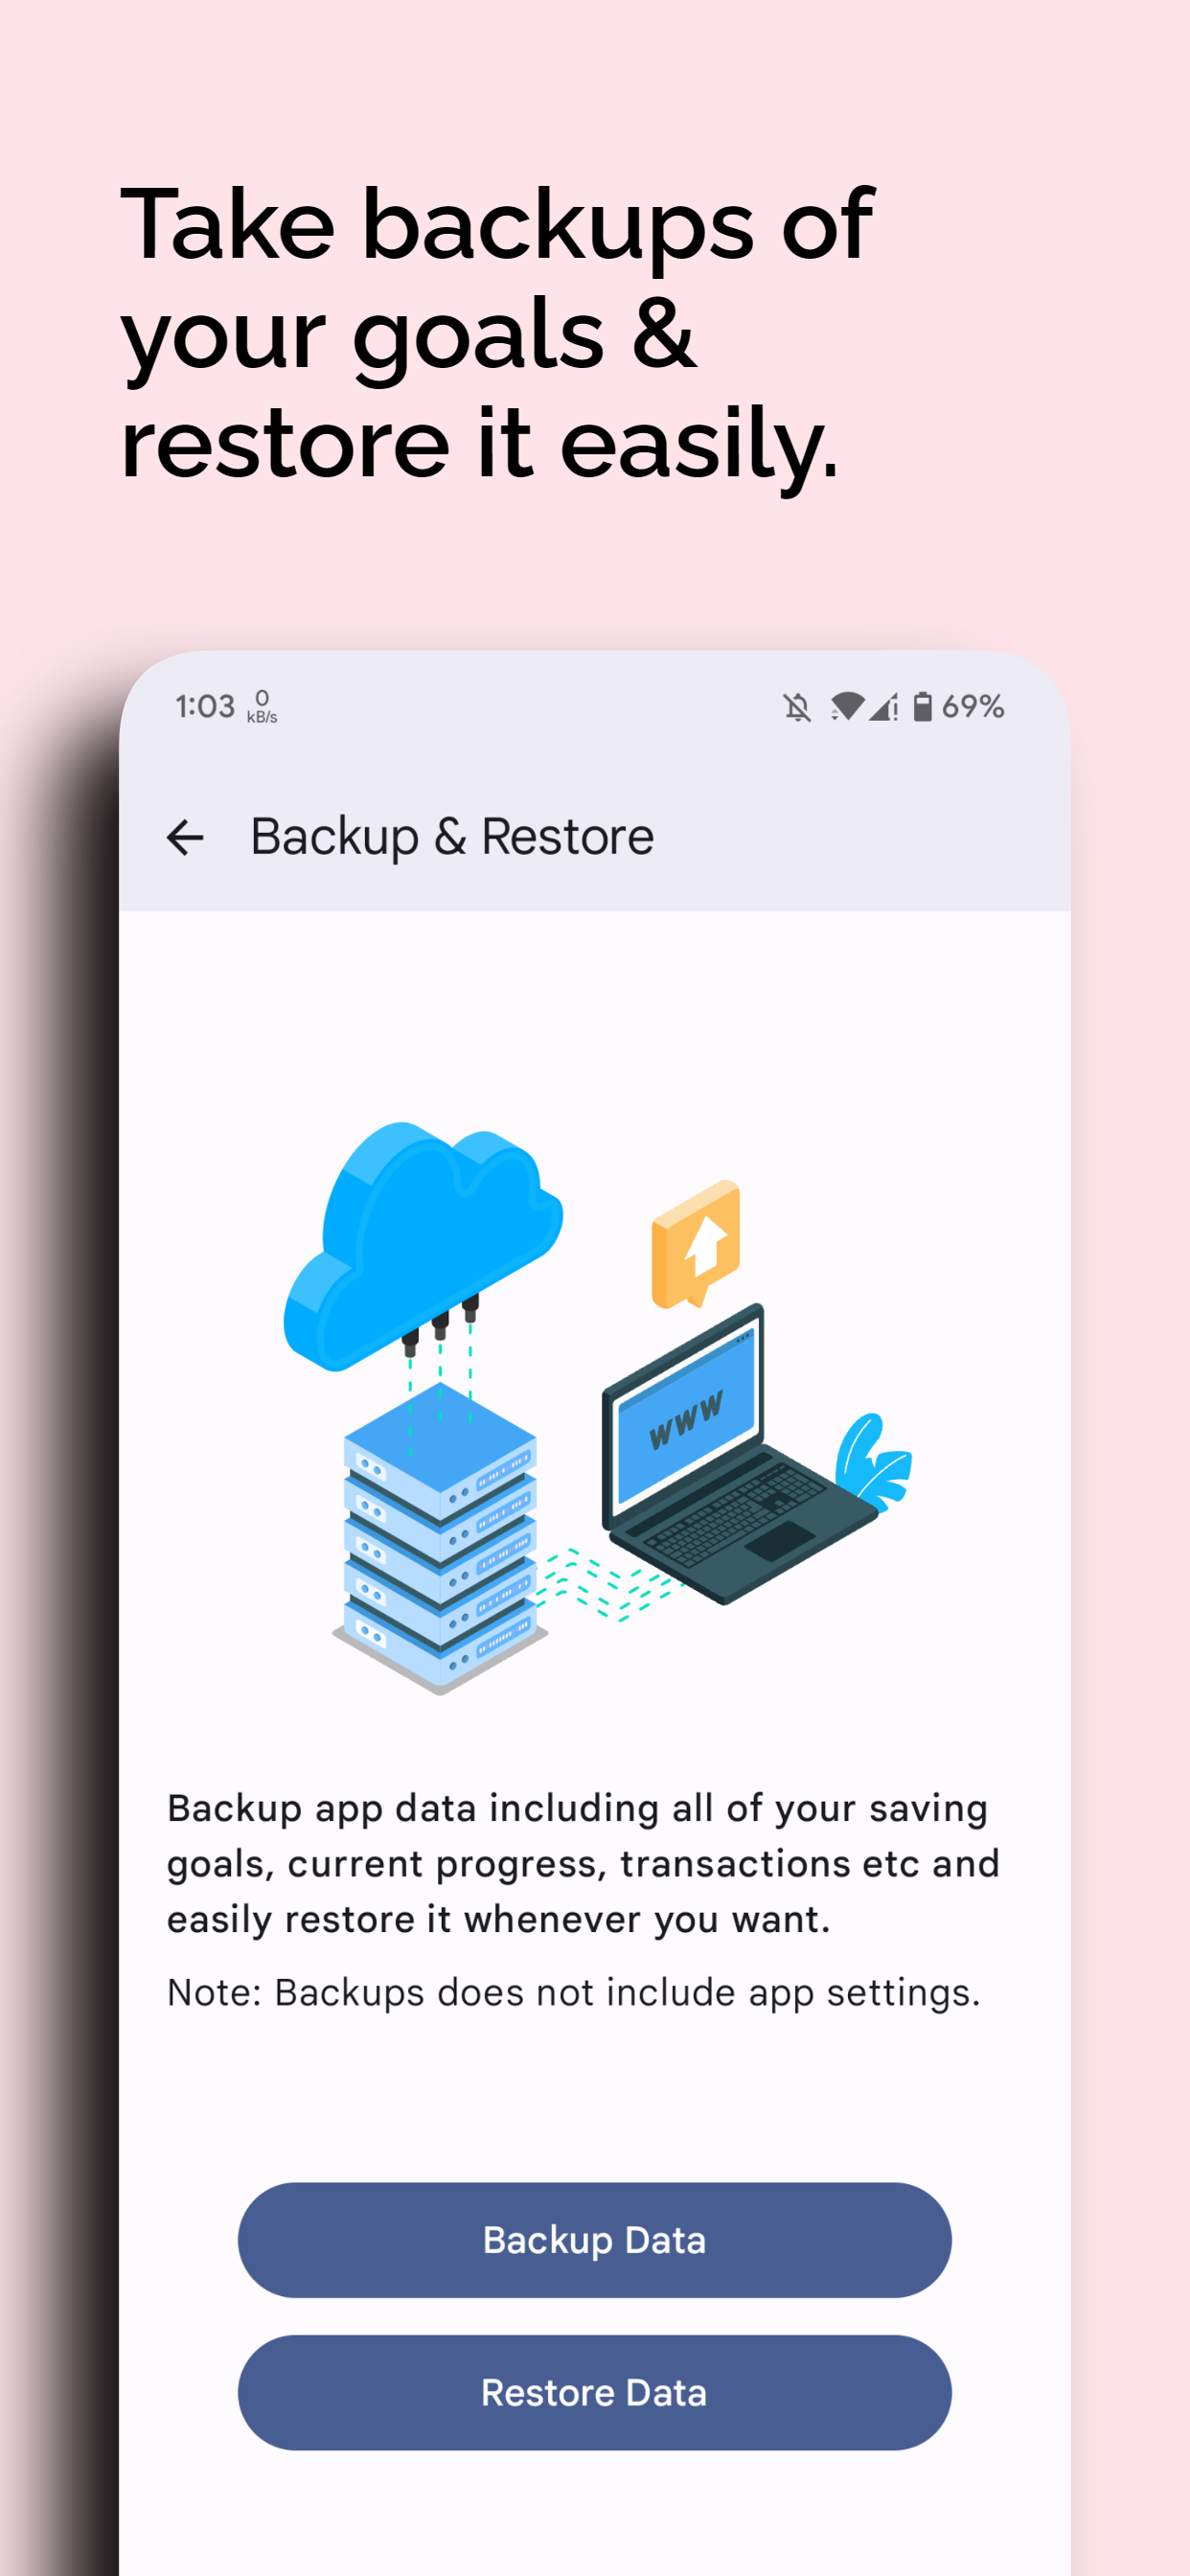 Take backups of
your goals &
restore it easily.
1:03 0 kB/s 69%
Backup & Restore
www
Backup app data including all of your saving
goals, current progress, transactions etc and
easily restore it whenever you want.
Note: Backups does not include app settings.
Backup Data
Restore Data